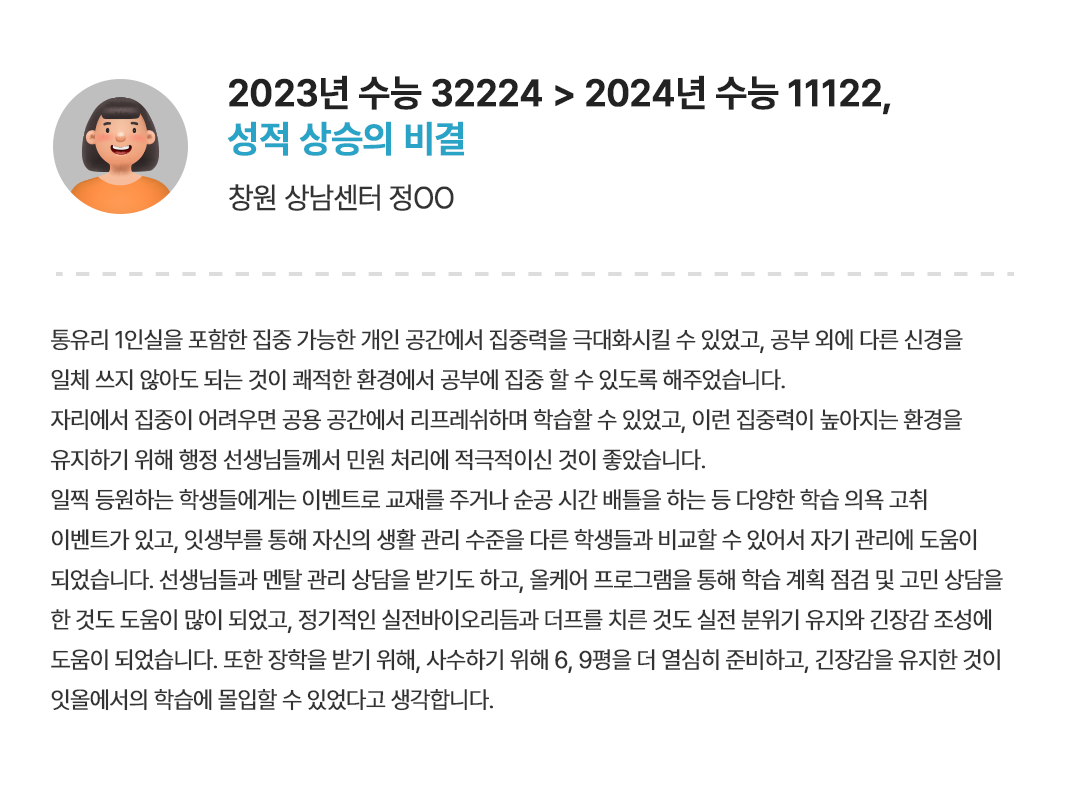 2023년 수능 32224 > 2024년 수능 11122,
성적 상승의 비결
창원 상남센터 정OO
통유리 1인실을 포함한 집중 가능한 개인 공간에서 집중력을 극대화시킬 수 있었고, 공부 외에 다른 신경을
일체 쓰지 않아도 되는 것이 쾌적한 환경에서 공부에 집중 할 수 있도록 해주었습니다.
자리에서 집중이 어려우면 공용 공간에서 리프레쉬하며 학습할 수 있었고, 이런 집중력이 높아지는 환경을
유지하기 위해 행정 선생님들께서 민원 처리에 적극적이신 것이 좋았습니다.
일찍 등원하는 학생들에게는 이벤트로 교재를 주거나 순공 시간 배틀을 하는 등 다양한 학습 의욕 고취
이벤트가 있고, 잇생부를 통해 자신의 생활 관리 수준을 다른 학생들과 비교할 수 있어서 자기 관리에 도움이
되었습니다. 선생님들과 멘탈 관리 상담을 받기도 하고, 올케어 프로그램을 통해 학습 계획 점검 및 고민 상담을
한 것도 도움이 많이 되었고, 정기적인 실전바이오리듬과 더프를 치른 것도 실전 분위기 유지와 긴장감 조성에
도움이 되었습니다. 또한 장학을 받기 위해, 사수하기 위해 6, 9평을 더 열심히 준비하고, 긴장감을 유지한 것이
잇올에서의 학습에 몰입할 수 있었다고 생각합니다.